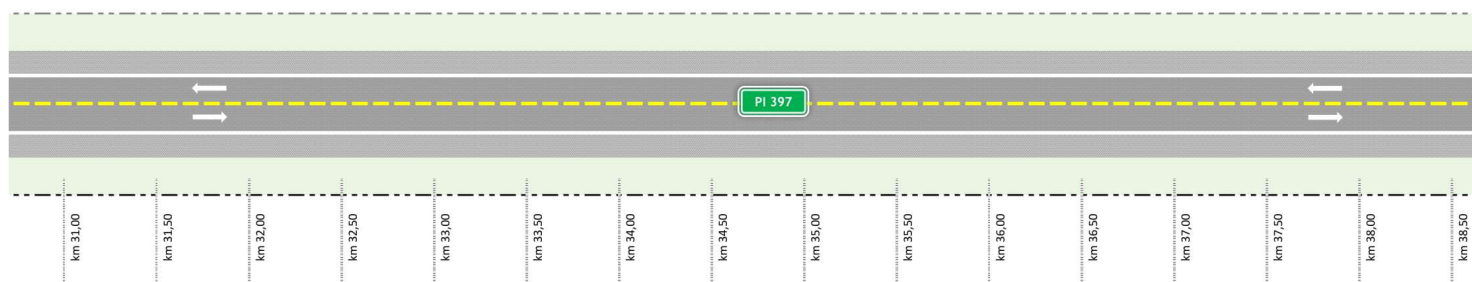 PI 397
km 31,00
km 31,50
km 32,00
km 32,50
km 33,00
km 33,50
km 34,00
km 34,50
km 35,00
km 35,50
km 36,00
km 36,50
km 37,00
km 37,50
km 38,00
km 38,50